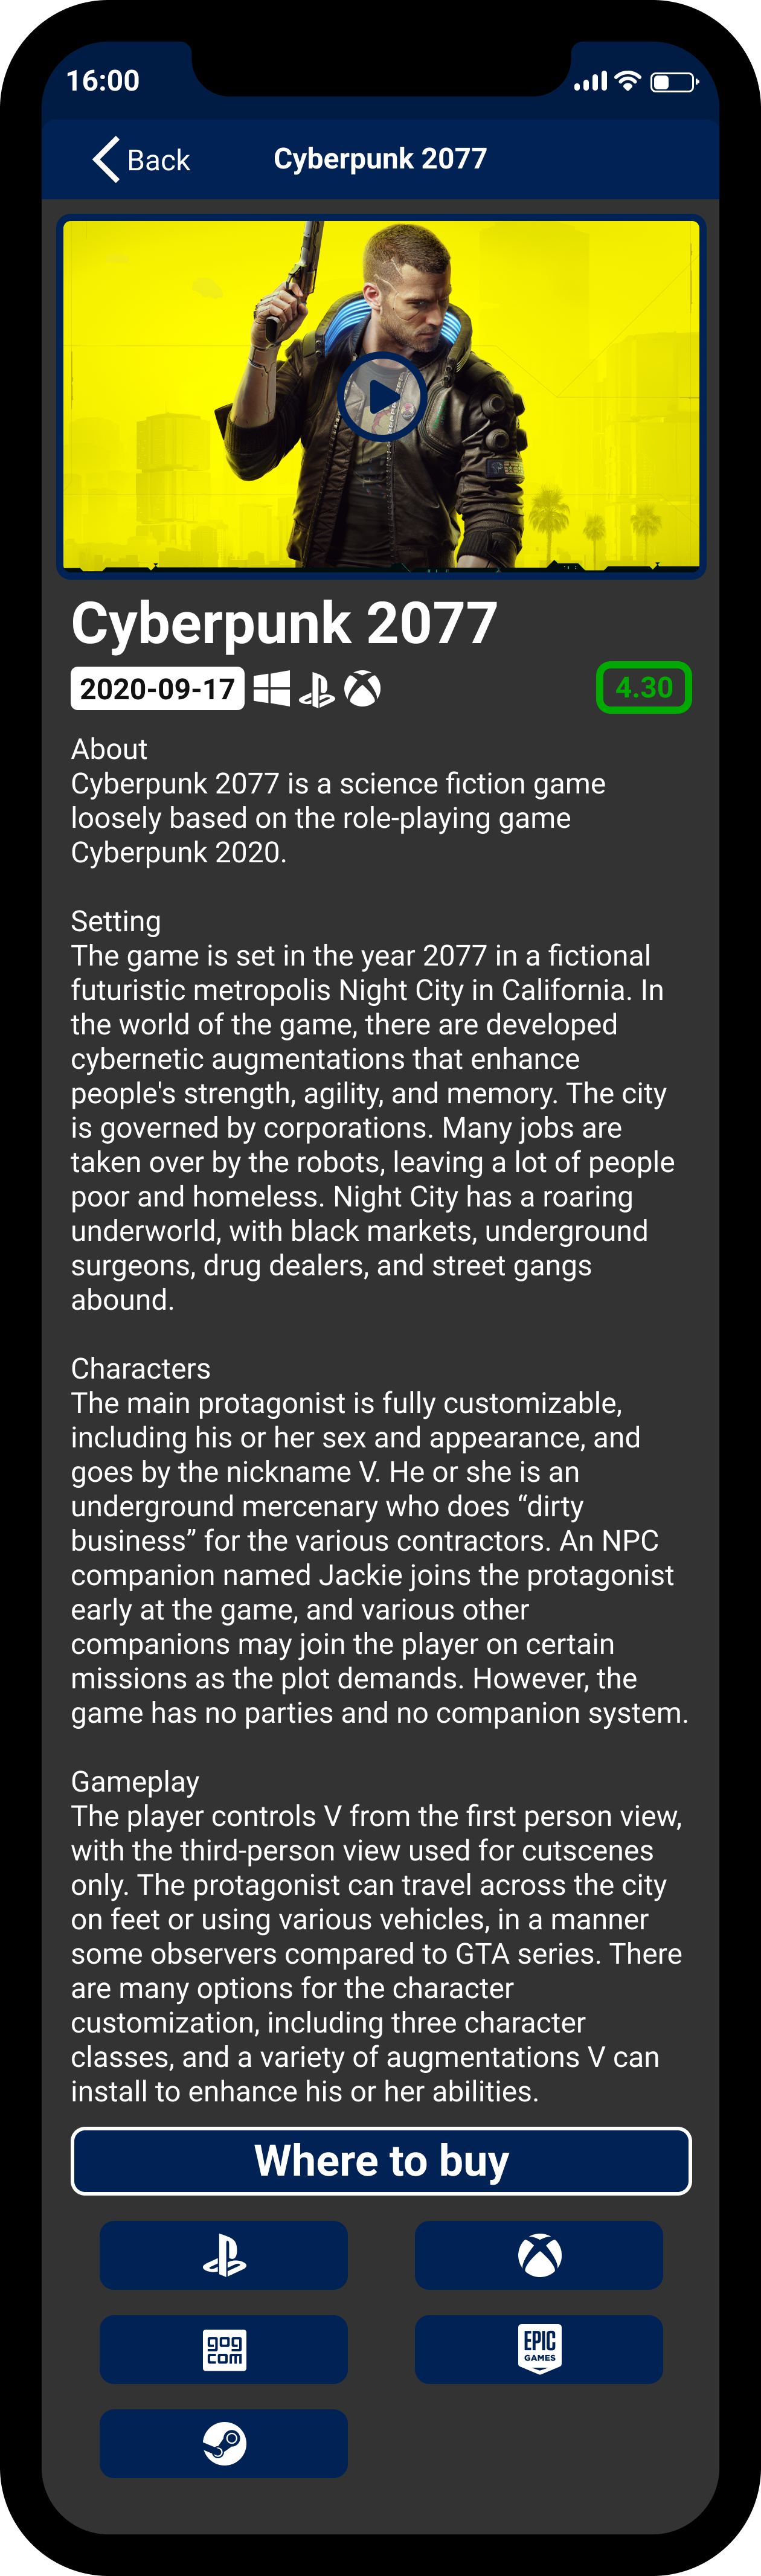 16:00
Back
Cyberpunk 2077
Cyberpunk 2077
2020-09-17
4.30
About
Cyberpunk 2077 is a science fiction game
loosely based on the role-playing game
Cyberpunk 2020.
Setting
The game is set in the year 2077 in a fictional
futuristic metropolis Night City in California. In
the world of the game, there are developed
cybernetic augmentations that enhance
people's strength, agility, and memory. The city
is governed by corporations. Many jobs are
taken over by the robots, leaving a lot of people
poor and homeless. Night City has a roaring
underworld, with black markets, underground
surgeons, drug dealers, and street gangs
abound.
Characters
The main protagonist is fully customizable,
including his or her sex and appearance, and
goes by the nickname V. He or she is an
underground mercenary who does “dirty
business” for the various contractors. An NPC
companion named Jackie joins the protagonist
early at the game, and various other
companions may join the player on certain
missions as the plot demands. However, the
game has no parties and no companion system.
Gameplay
The player controls V from the first person view,
with the third-person view used for cutscenes
only. The protagonist can travel across the city
on feet or using various vehicles, in a manner
some observers compared to GTA series. There
are many options for the character
customization, including three character
classes, and a variety of augmentations V can
install to enhance his or her abilities.
Where to buy
gog
com
EPIC
GAMES